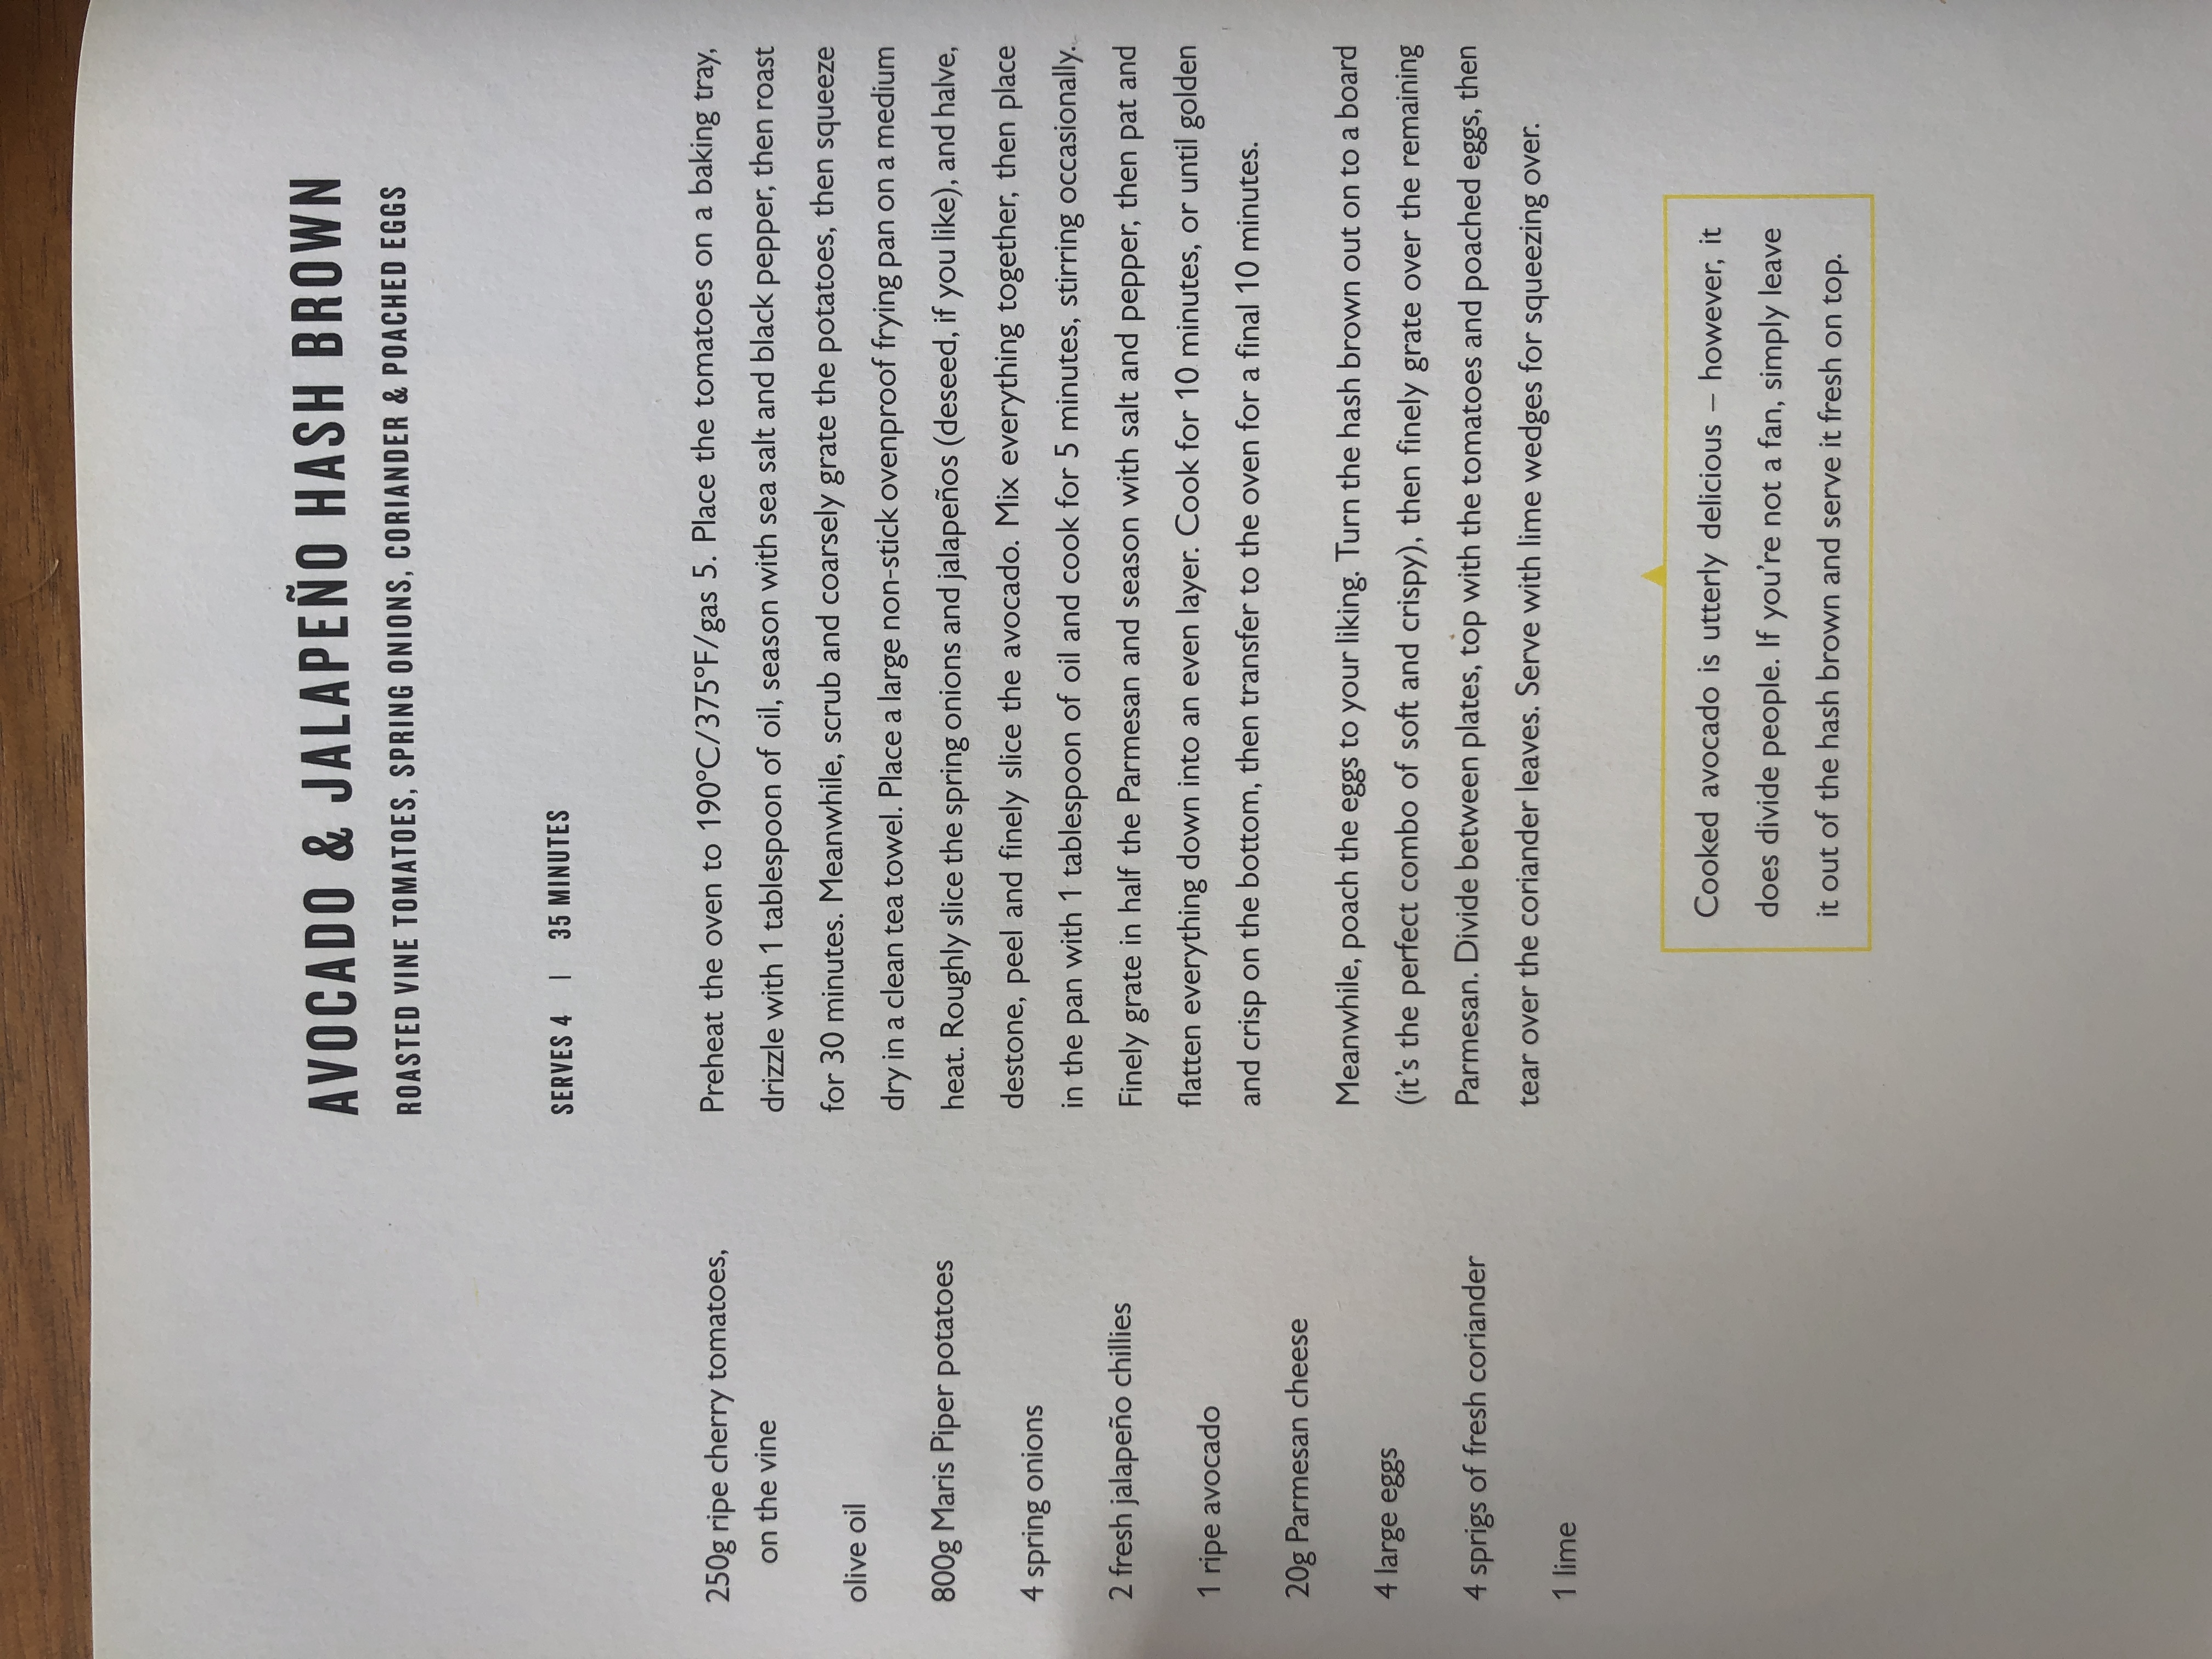 AVOCADO & JALAPEÑO HASH BROWN
ROASTED VINE TOMATOES, SPRING ONIONS, CORIANDER & POACHED EGGS
SERVES 4 | 35 MINUTES
250g ripe cherry tomatoes,
on the vine
olive oil
800g Maris Piper potatoes
4 spring onions
2 fresh jalapeño chillies
1 ripe avocado
20g Parmesan cheese
4 large eggs
4 sprigs of fresh coriander
1 lime
Preheat the oven to 190ºC/375ºF/gas 5. Place the tomatoes on a baking tray,
drizzle with 1 tablespoon of oil, season with sea salt and black pepper, then roast
for 30 minutes. Meanwhile, scrub and coarsely grate the potatoes, then squeeze
dry in a clean tea towel. Place a large non-stick ovenproof frying pan on a medium
heat. Roughly slice the spring onions and jalapeños (deseed, if you like), and halve,
destone, peel and finely slice the avocado. Mix everything together, then place
in the pan with 1 tablespoon of oil and cook for 5 minutes, stirring occasionally.
Finely grate in half the Parmesan and season with salt and pepper, then pat and
flatten everything down into an even layer. Cook for 10 minutes, or until golden
and crisp on the bottom, then transfer to the oven for a final 10 minutes.
Meanwhile, poach the eggs to your liking. Turn the hash brown out on to a board
(it's the perfect combo of soft and crispy), then finely grate over the remaining
Parmesan. Divide between plates, top with the tomatoes and poached eggs, then
tear over the coriander leaves. Serve with lime wedges for squeezing over.
Cooked avocado is utterly delicious – however, it
does divide people. If you're not a fan, simply leave
it out of the hash brown and serve it fresh on top.